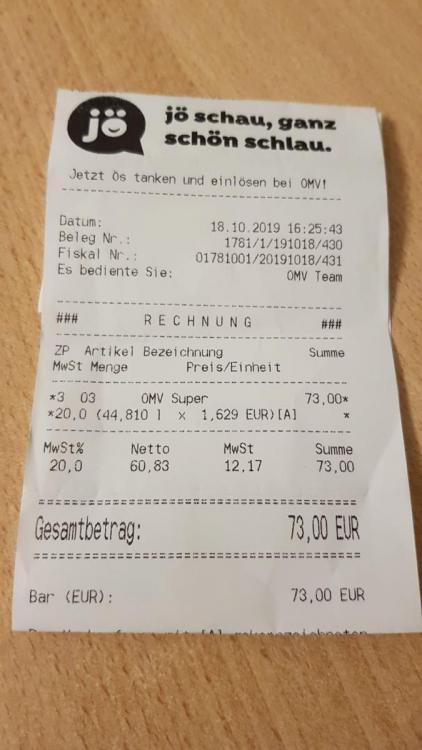 jö
jö schau, ganz
schön schlau.
Jetzt Ös tanken und einlösen bei OMV!
Datum: 18.10.2019 16:25:43
Beleg Nr.: 1781/1/191018/430
Fiskal Nr.: 01781001/20191018/431
Es bediente Sie: OMV Team
### RECHNUNG ###
ZP Artikel Bezeichnung Summe
MwSt Menge Preis/Einheit
*3 03 OMV Super 73,00*
*20,0 (44,810 l x 1,629 EUR)[A] *
MwSt% Netto MwSt Summe
20,0 60,83 12,17 73,00
Gesamtbetrag: 73,00 EUR
Bar (EUR): 73,00 EUR